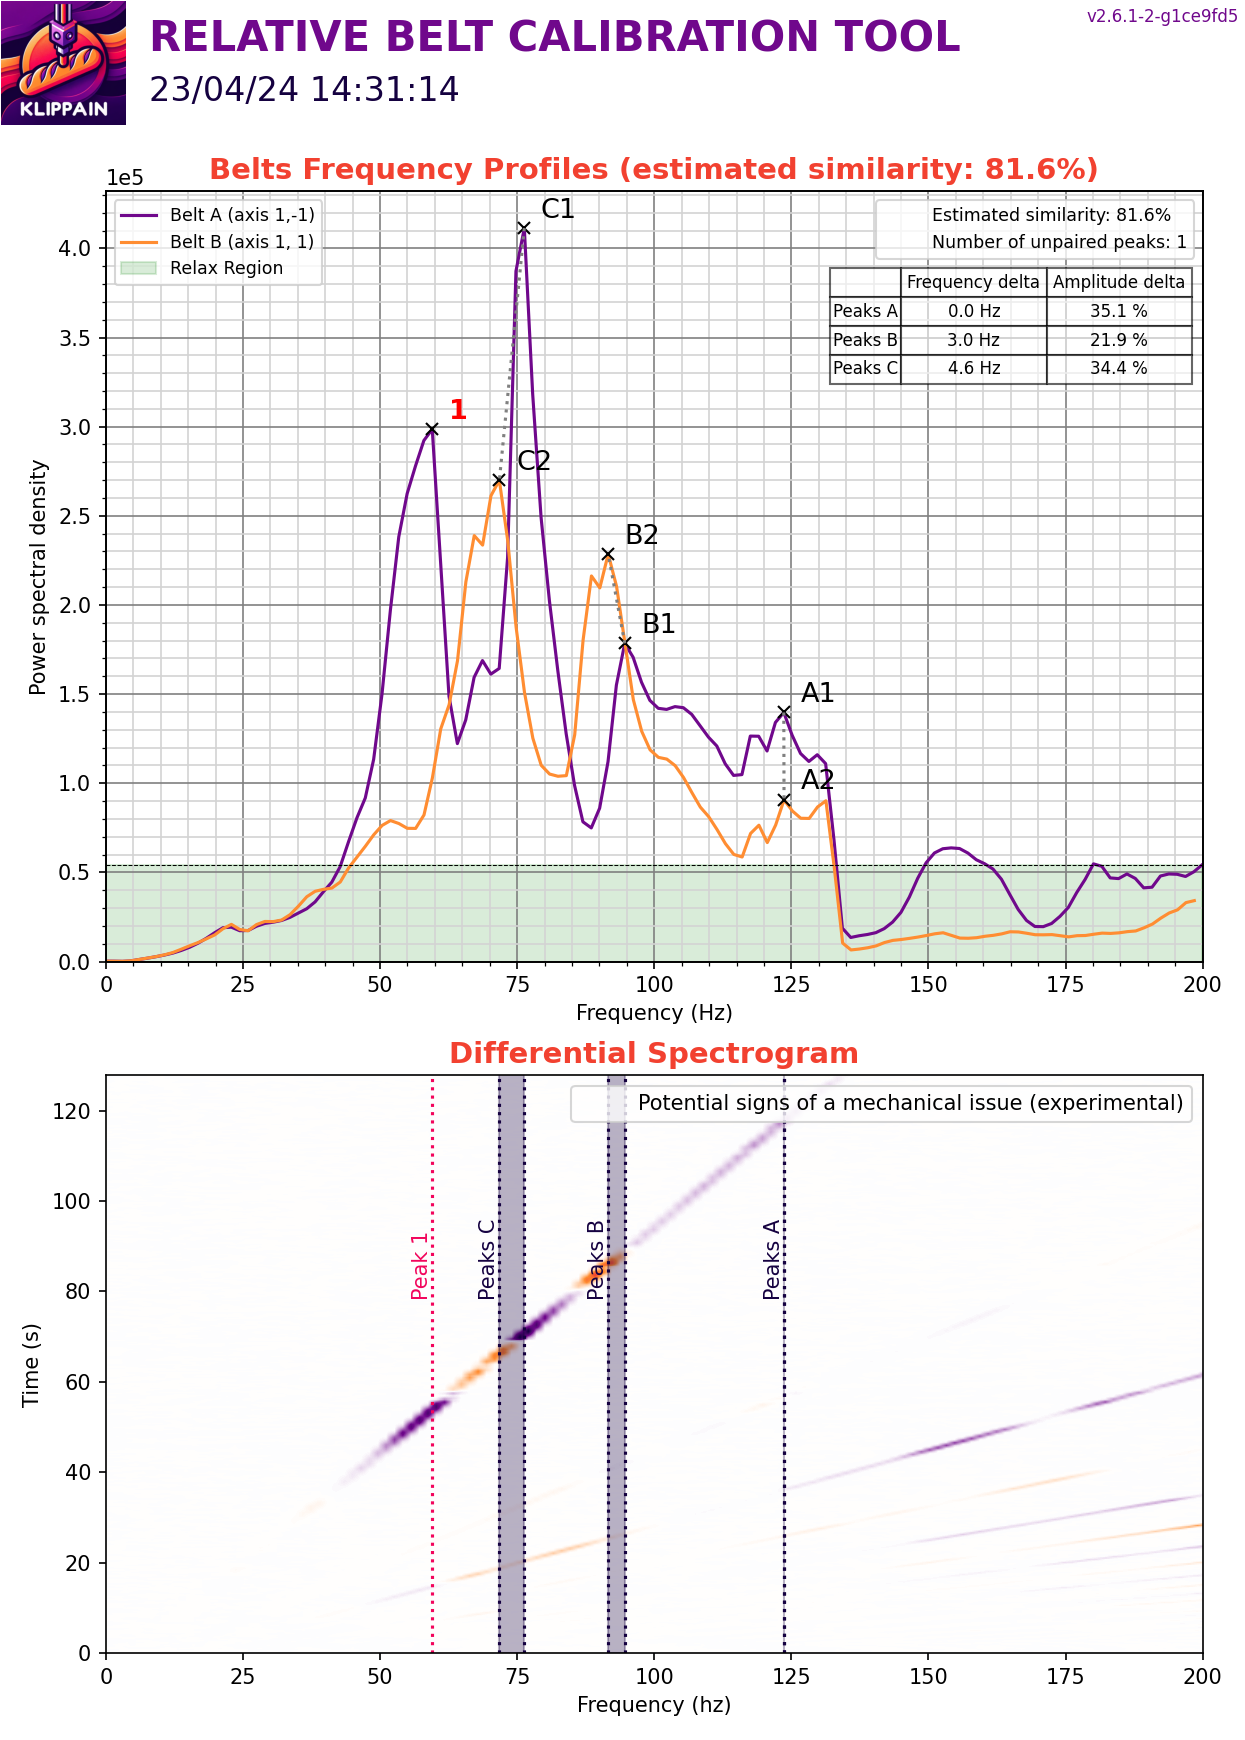 v2.6.1-2-g1ce9fd5
RELATIVE BELT CALIBRATION TOOL
23/04/24 14:31:14
KLIPPAIN
Belts Frequency Profiles (estimated similarity: 81.6%)
1e5
Belt A (axis 1,-1)
Belt B (axis 1, 1)
Relax Region
Estimated similarity: 81.6%
Number of unpaired peaks: 1
Frequency delta Amplitude delta
Peaks A 0.0 Hz 35.1 %
Peaks B 3.0 Hz 21.9 %
Peaks C 4.6 Hz 34.4 %
C1
1
C2
B2
B1
A1
A2
4.0
3.5
3.0
2.5
2.0
1.5
1.0
0.5
0.0
Power spectral density
0 25 50 75 100 125 150 175 200
Frequency (Hz)
Differential Spectrogram
Potential signs of a mechanical issue (experimental)
Peak 1
Peaks C
Peaks B
Peaks A
120
100
80
60
40
20
0
Time (s)
0 25 50 75 100 125 150 175 200
Frequency (hz)